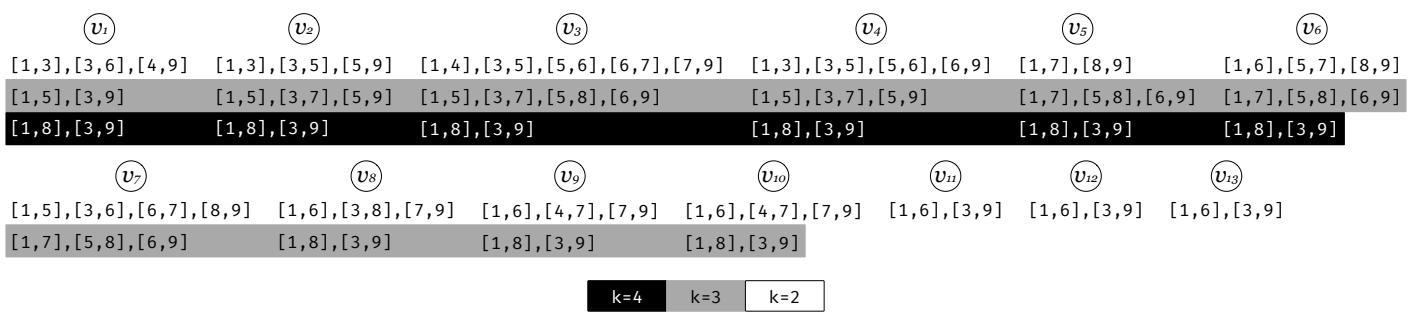 v1 v2 v3 v4 v5 v6
[1,3],[3,6],[4,9] [1,3],[3,5],[5,9] [1,4],[3,5],[5,6],[6,7],[7,9] [1,3],[3,5],[5,6],[6,9] [1,7],[8,9] [1,6],[5,7],[8,9]
[1,5],[3,9] [1,5],[3,7],[5,9] [1,5],[3,7],[5,8],[6,9] [1,5],[3,7],[5,9] [1,7],[5,8],[6,9] [1,7],[5,8],[6,9]
[1,8],[3,9] [1,8],[3,9] [1,8],[3,9] [1,8],[3,9] [1,8],[3,9] [1,8],[3,9]
v7 v8 v9 v10 v11 v12 v13
[1,5],[3,6],[6,7],[8,9] [1,6],[3,8],[7,9] [1,6],[4,7],[7,9] [1,6],[4,7],[7,9] [1,6],[3,9] [1,6],[3,9] [1,6],[3,9]
[1,7],[5,8],[6,9] [1,8],[3,9] [1,8],[3,9] [1,8],[3,9]
k=4 k=3 k=2